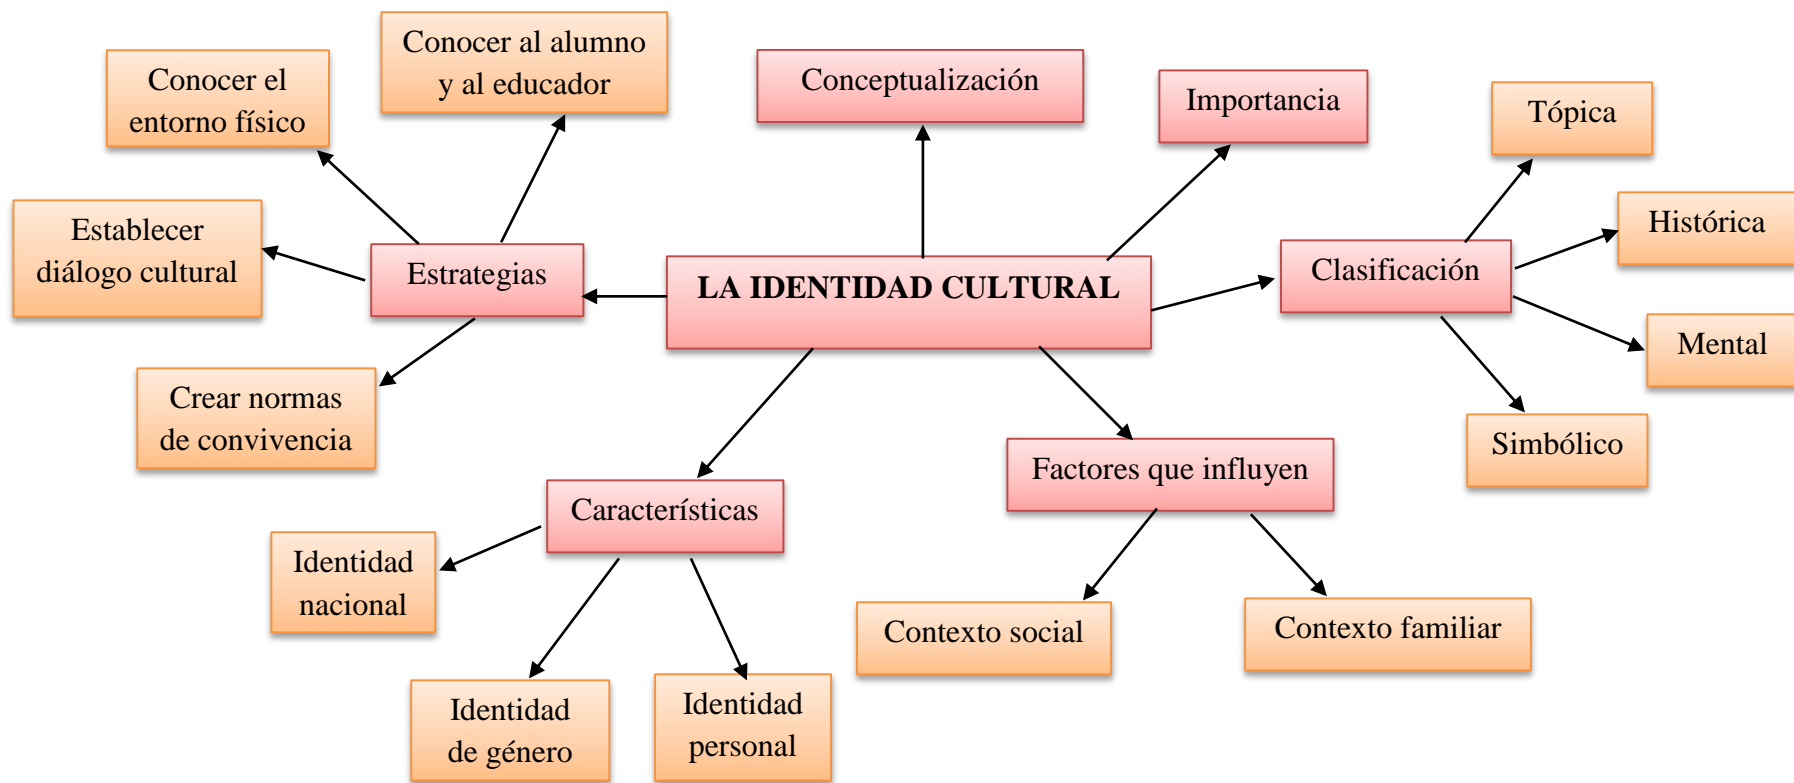 Conocer al alumno
y al educador
Conocer el
entorno físico
Conceptualización
Importancia
Tópica
Establecer
diálogo cultural
Estrategias
LA IDENTIDAD CULTURAL
Clasificación
Histórica
Mental
Crear normas
de convivencia
Simbólico
Factores que influyen
Características
Identidad
nacional
Contexto social
Contexto familiar
Identidad
de género
Identidad
personal